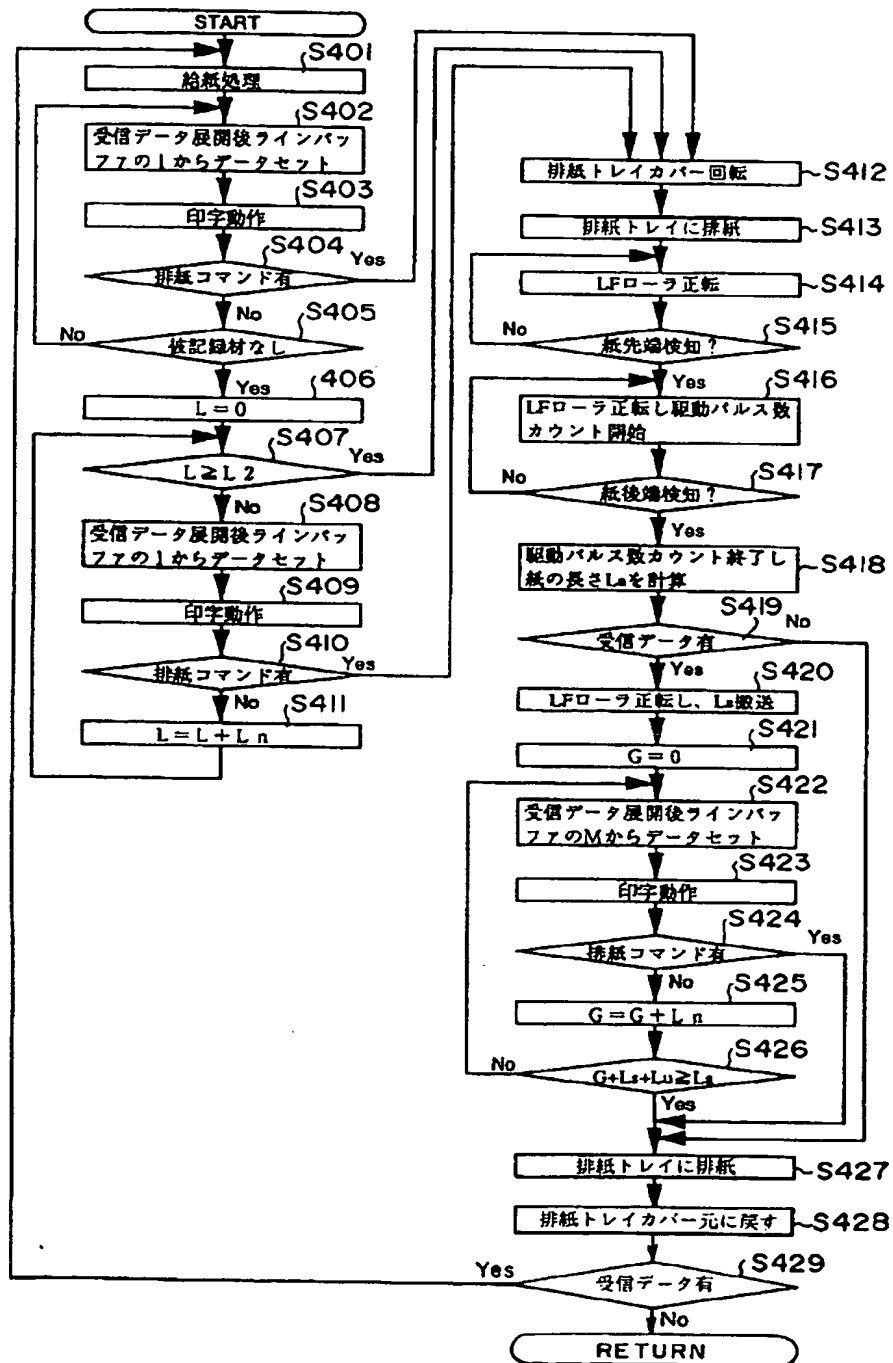 START
S401
給紙処理
S402
受信データ展開後ラインバッ
ファの1からデータセット
S403
印字動作
S404
排紙コマンド有
Yes
No
S405
被記録材なし
No
Yes
406
L=0
S407
L≧L2
Yes
No
S408
受信データ展開後ラインバッ
ファの1からデータセット
S409
印字動作
S410
排紙コマンド有
Yes
No
S411
L=L+Ln
排紙トレイカバー回転
S412
排紙トレイに排紙
S413
LFローラ正転
S414
S415
紙先端検知?
No
Yes
S416
LFローラ正転し駆動パルス数
カウント開始
S417
紙後端検知?
No
Yes
駆動パルス数カウント終了し
紙の長さLaを計算
S418
S419
受信データ有
No
Yes
S420
LFローラ正転し、Ls搬送
S421
G=0
S422
受信データ展開後ラインバッ
ファのMからデータセット
S423
印字動作
S424
排紙コマンド有
Yes
No
S425
G=G+Ln
S426
G+Ls+Lu≧La
No
Yes
排紙トレイに排紙
S427
排紙トレイカバー元に戻す
S428
S429
受信データ有
Yes
No
RETURN